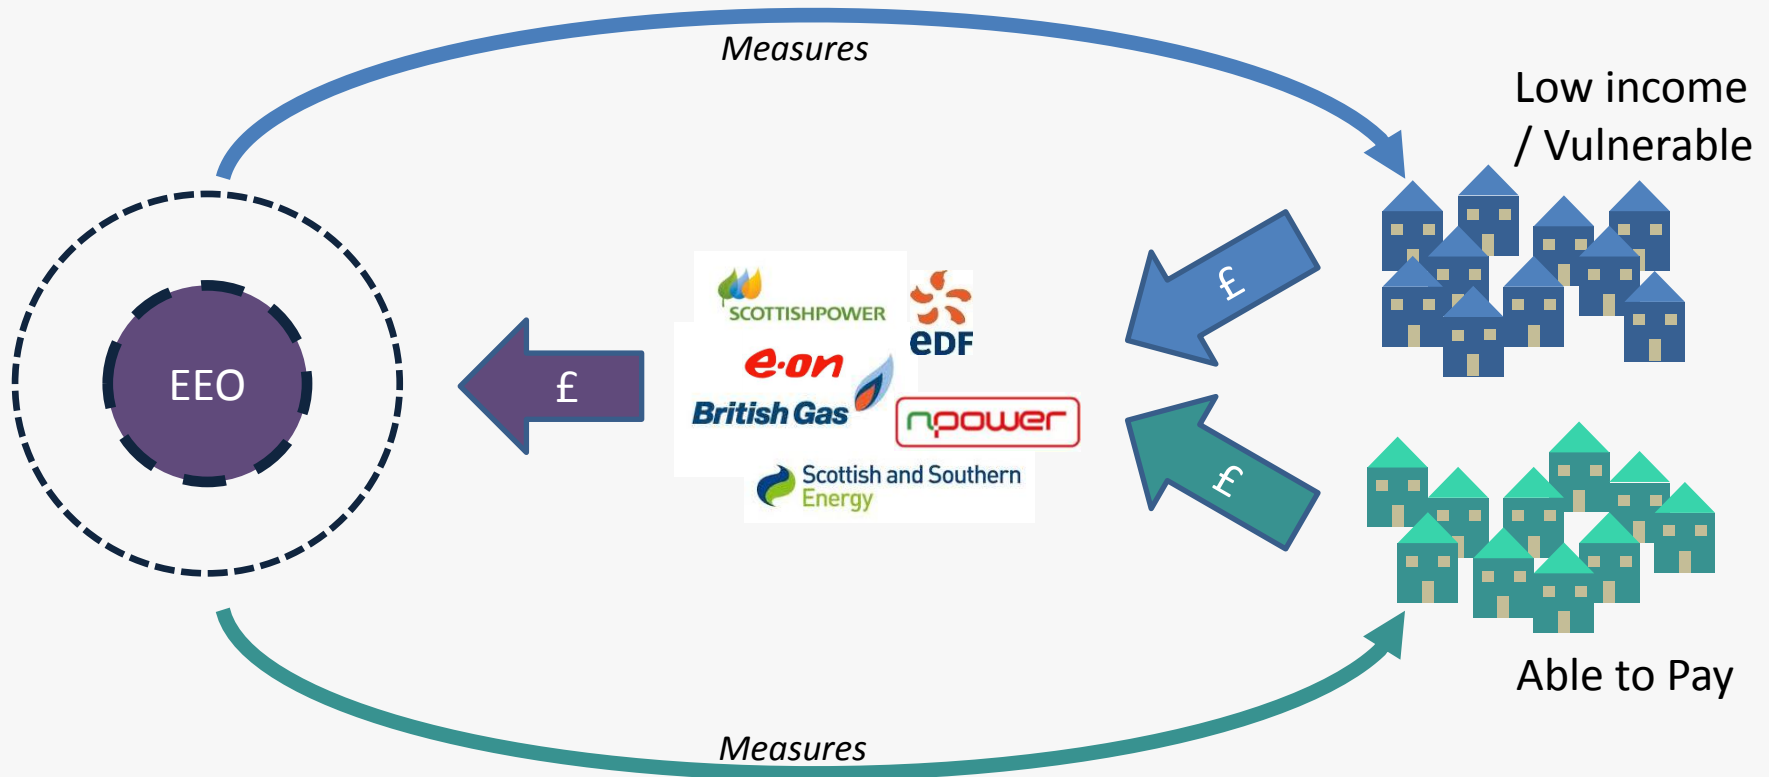 Measures
Low income
/ Vulnerable
£
SCOTTISHPOWER
eDF
e·on
EEO
£
British Gas
npower
£
Scottish and Southern
Energy
Able to Pay
Measures